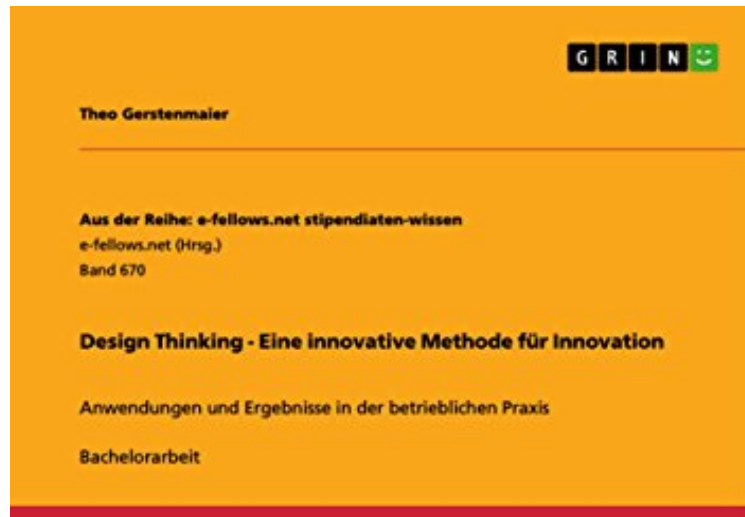 GRIN
Theo Gerstenmaier
Aus der Reihe: e-fellows.net stipendiaten-wissen
e-fellows.net (Hrsg.)
Band 670
Design Thinking - Eine innovative Methode für Innovation
Anwendungen und Ergebnisse in der betrieblichen Praxis
Bachelorarbeit